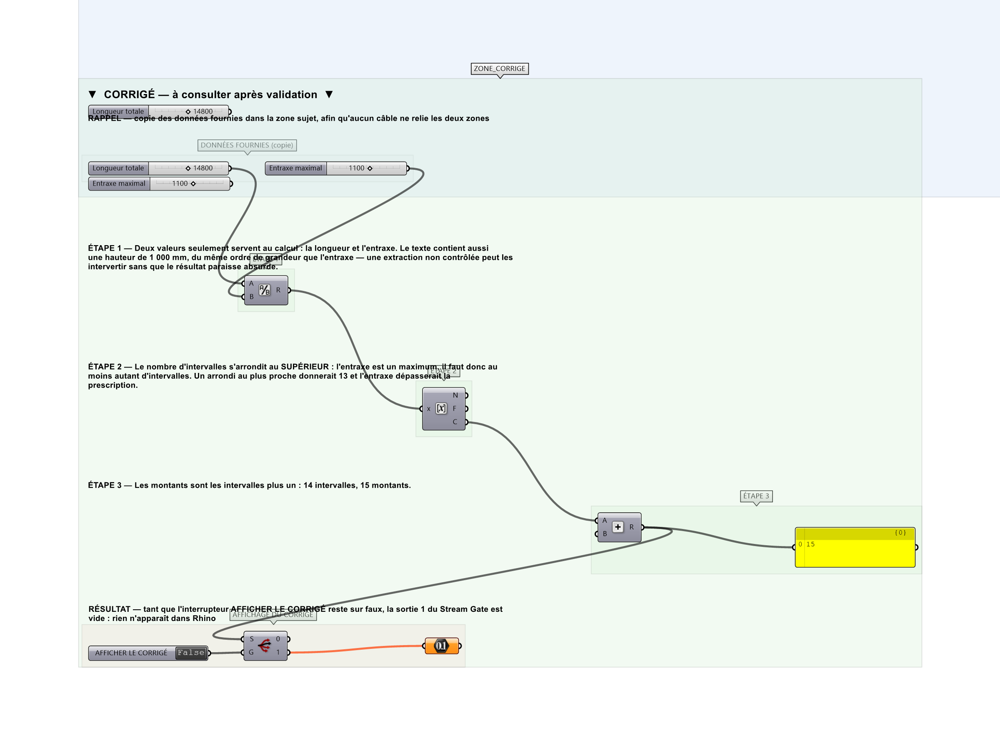 ZONE_CORRIGE
▼ CORRIGÉ — à consulter après validation ▼
Longueur totale 14800
RAPPEL — copie des données fournies dans la zone sujet, afin qu'aucun câble ne relie les deux zones
DONNÉES FOURNIES (copie)
Longueur totale 14800
Entraxe maximal 1100
Entraxe maximal 1100
ÉTAPE 1 — Deux valeurs seulement servent au calcul : la longueur et l'entraxe. Le texte contient aussi
une hauteur de 1 000 mm, du même ordre de grandeur que l'entraxe — une extraction non contrôlée peut les
intervertir sans que le résultat paraisse absurde.
ÉTAPE 1
A
B
A/B
R
ÉTAPE 2 — Le nombre d'intervalles s'arrondit au SUPÉRIEUR : l'entraxe est un maximum, il faut donc au
moins autant d'intervalles. Un arrondi au plus proche donnerait 13 et l'entraxe dépasserait la
prescription.
ÉTAPE 2
x
[x]
N
F
C
ÉTAPE 3 — Les montants sont les intervalles plus un : 14 intervalles, 15 montants.
ÉTAPE 3
A
B
+
R
{0}
0 15
RÉSULTAT — tant que l'interrupteur AFFICHER LE CORRIGÉ reste sur faux, la sortie 1 du Stream Gate est
vide : rien n'apparaît dans Rhino
AFFICHAGE DU CORRIGÉ
AFFICHER LE CORRIGÉ False
S
G
0
1
0.1